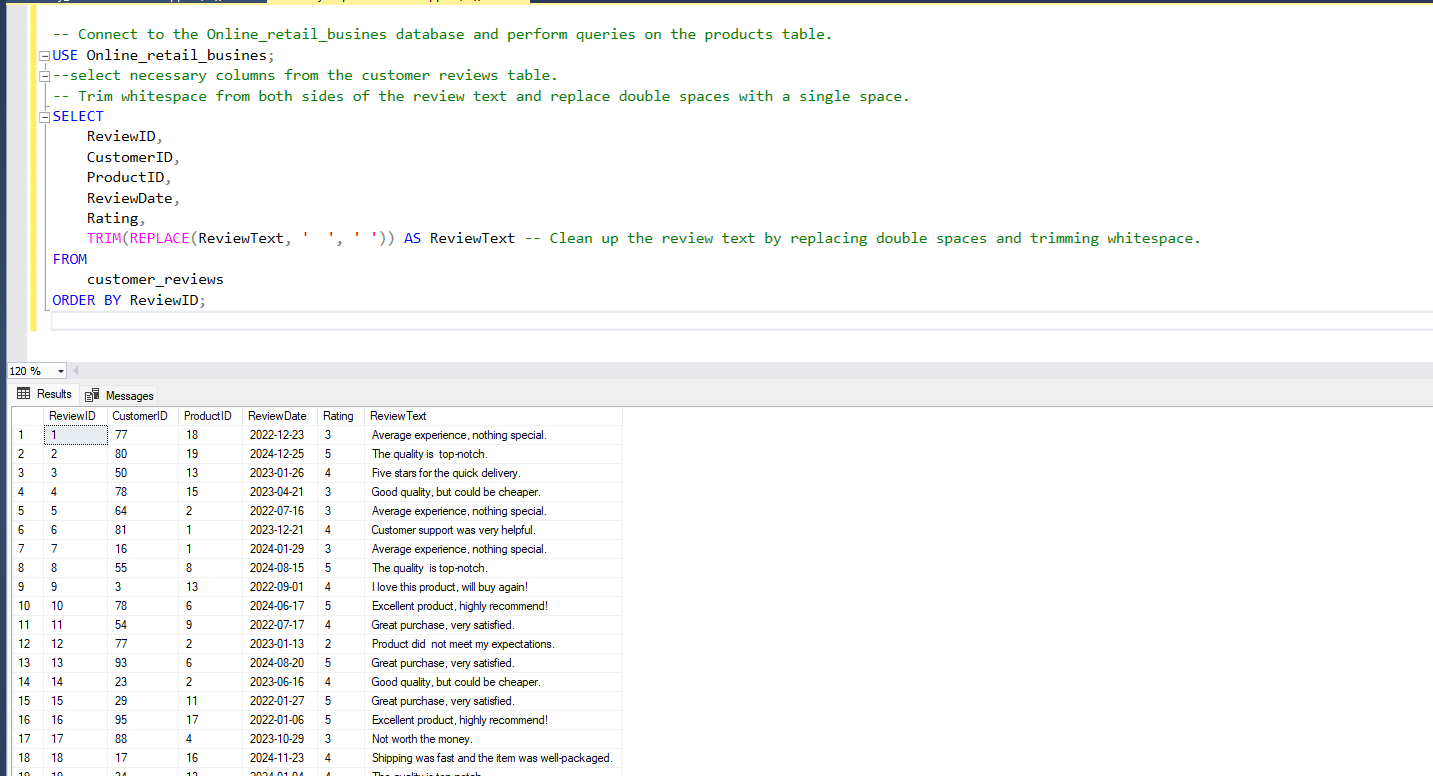 -- Connect to the Online_retail_busines database and perform queries on the products table.
USE Online_retail_busines;
--select necessary columns from the customer reviews table.
-- Trim whitespace from both sides of the review text and replace double spaces with a single space.
SELECT
    ReviewID,
    CustomerID,
    ProductID,
    ReviewDate,
    Rating,
    TRIM(REPLACE(ReviewText, '  ', ' ')) AS ReviewText -- Clean up the review text by replacing double spaces and trimming whitespace.
FROM
    customer_reviews
ORDER BY ReviewID;
120 %
Results Messages
ReviewID CustomerID ProductID ReviewDate Rating ReviewText
1 1 77 18 2022-12-23 3 Average experience, nothing special.
2 2 80 19 2024-12-25 5 The quality is  top-notch.
3 3 50 13 2023-01-26 4 Five stars for the quick delivery.
4 4 78 15 2023-04-21 3 Good quality, but could be cheaper.
5 5 64 2 2022-07-16 3 Average experience, nothing special.
6 6 81 1 2023-12-21 4 Customer support was very helpful.
7 7 16 1 2024-01-29 3 Average experience, nothing special.
8 8 55 8 2024-08-15 5 The quality  is top-notch.
9 9 3 13 2022-09-01 4 I love this product, will buy again!
10 10 78 6 2024-06-17 5 Excellent product, highly recommend!
11 11 54 9 2022-07-17 4 Great purchase, very satisfied.
12 12 77 2 2023-01-13 2 Product did  not meet my expectations.
13 13 93 6 2024-08-20 5 Great purchase, very satisfied.
14 14 23 2 2023-06-16 4 Good quality, but could be cheaper.
15 15 29 11 2022-01-27 5 Great purchase, very satisfied.
16 16 95 17 2022-01-06 5 Excellent product, highly recommend!
17 17 88 4 2023-10-29 3 Not worth the money.
18 18 17 16 2024-11-23 4 Shipping was fast and the item was well-packaged.